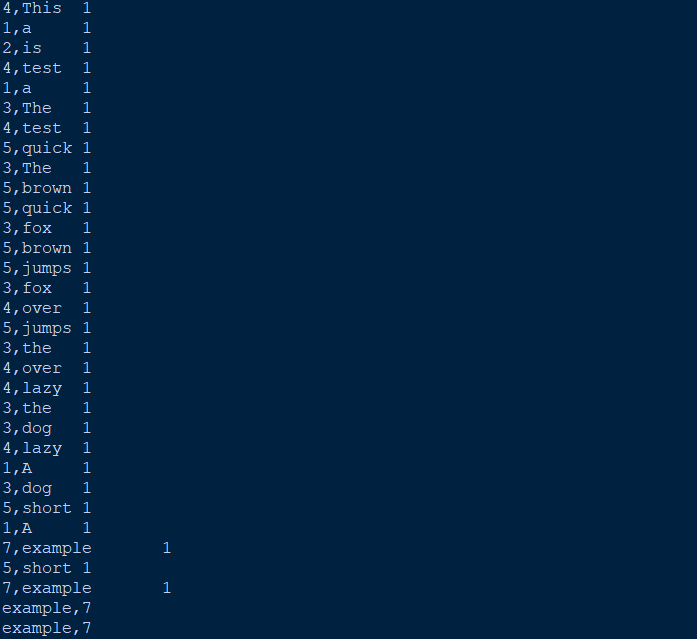 4,This  1
1,a     1
2,is    1
4,test  1
1,a     1
3,The   1
4,test  1
5,quick 1
3,The   1
5,brown 1
5,quick 1
3,fox   1
5,brown 1
5,jumps 1
3,fox   1
4,over  1
5,jumps 1
3,the   1
4,over  1
4,lazy  1
3,the   1
3,dog   1
4,lazy  1
1,A     1
3,dog   1
5,short 1
1,A     1
7,example       1
5,short 1
7,example       1
example,7
example,7